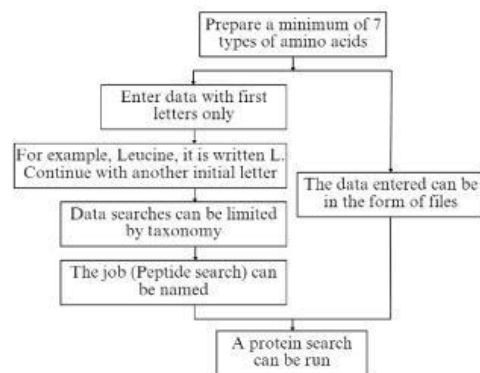 Prepare a minimum of 7
types of amino acids
Enter data with first
letters only
For example, Leucine, it is written L.
Continue with another initial letter
The data entered can be
in the form of files
Data searches can be limited
by taxonomy
The job (Peptide search) can
be named
A protein search
can be run